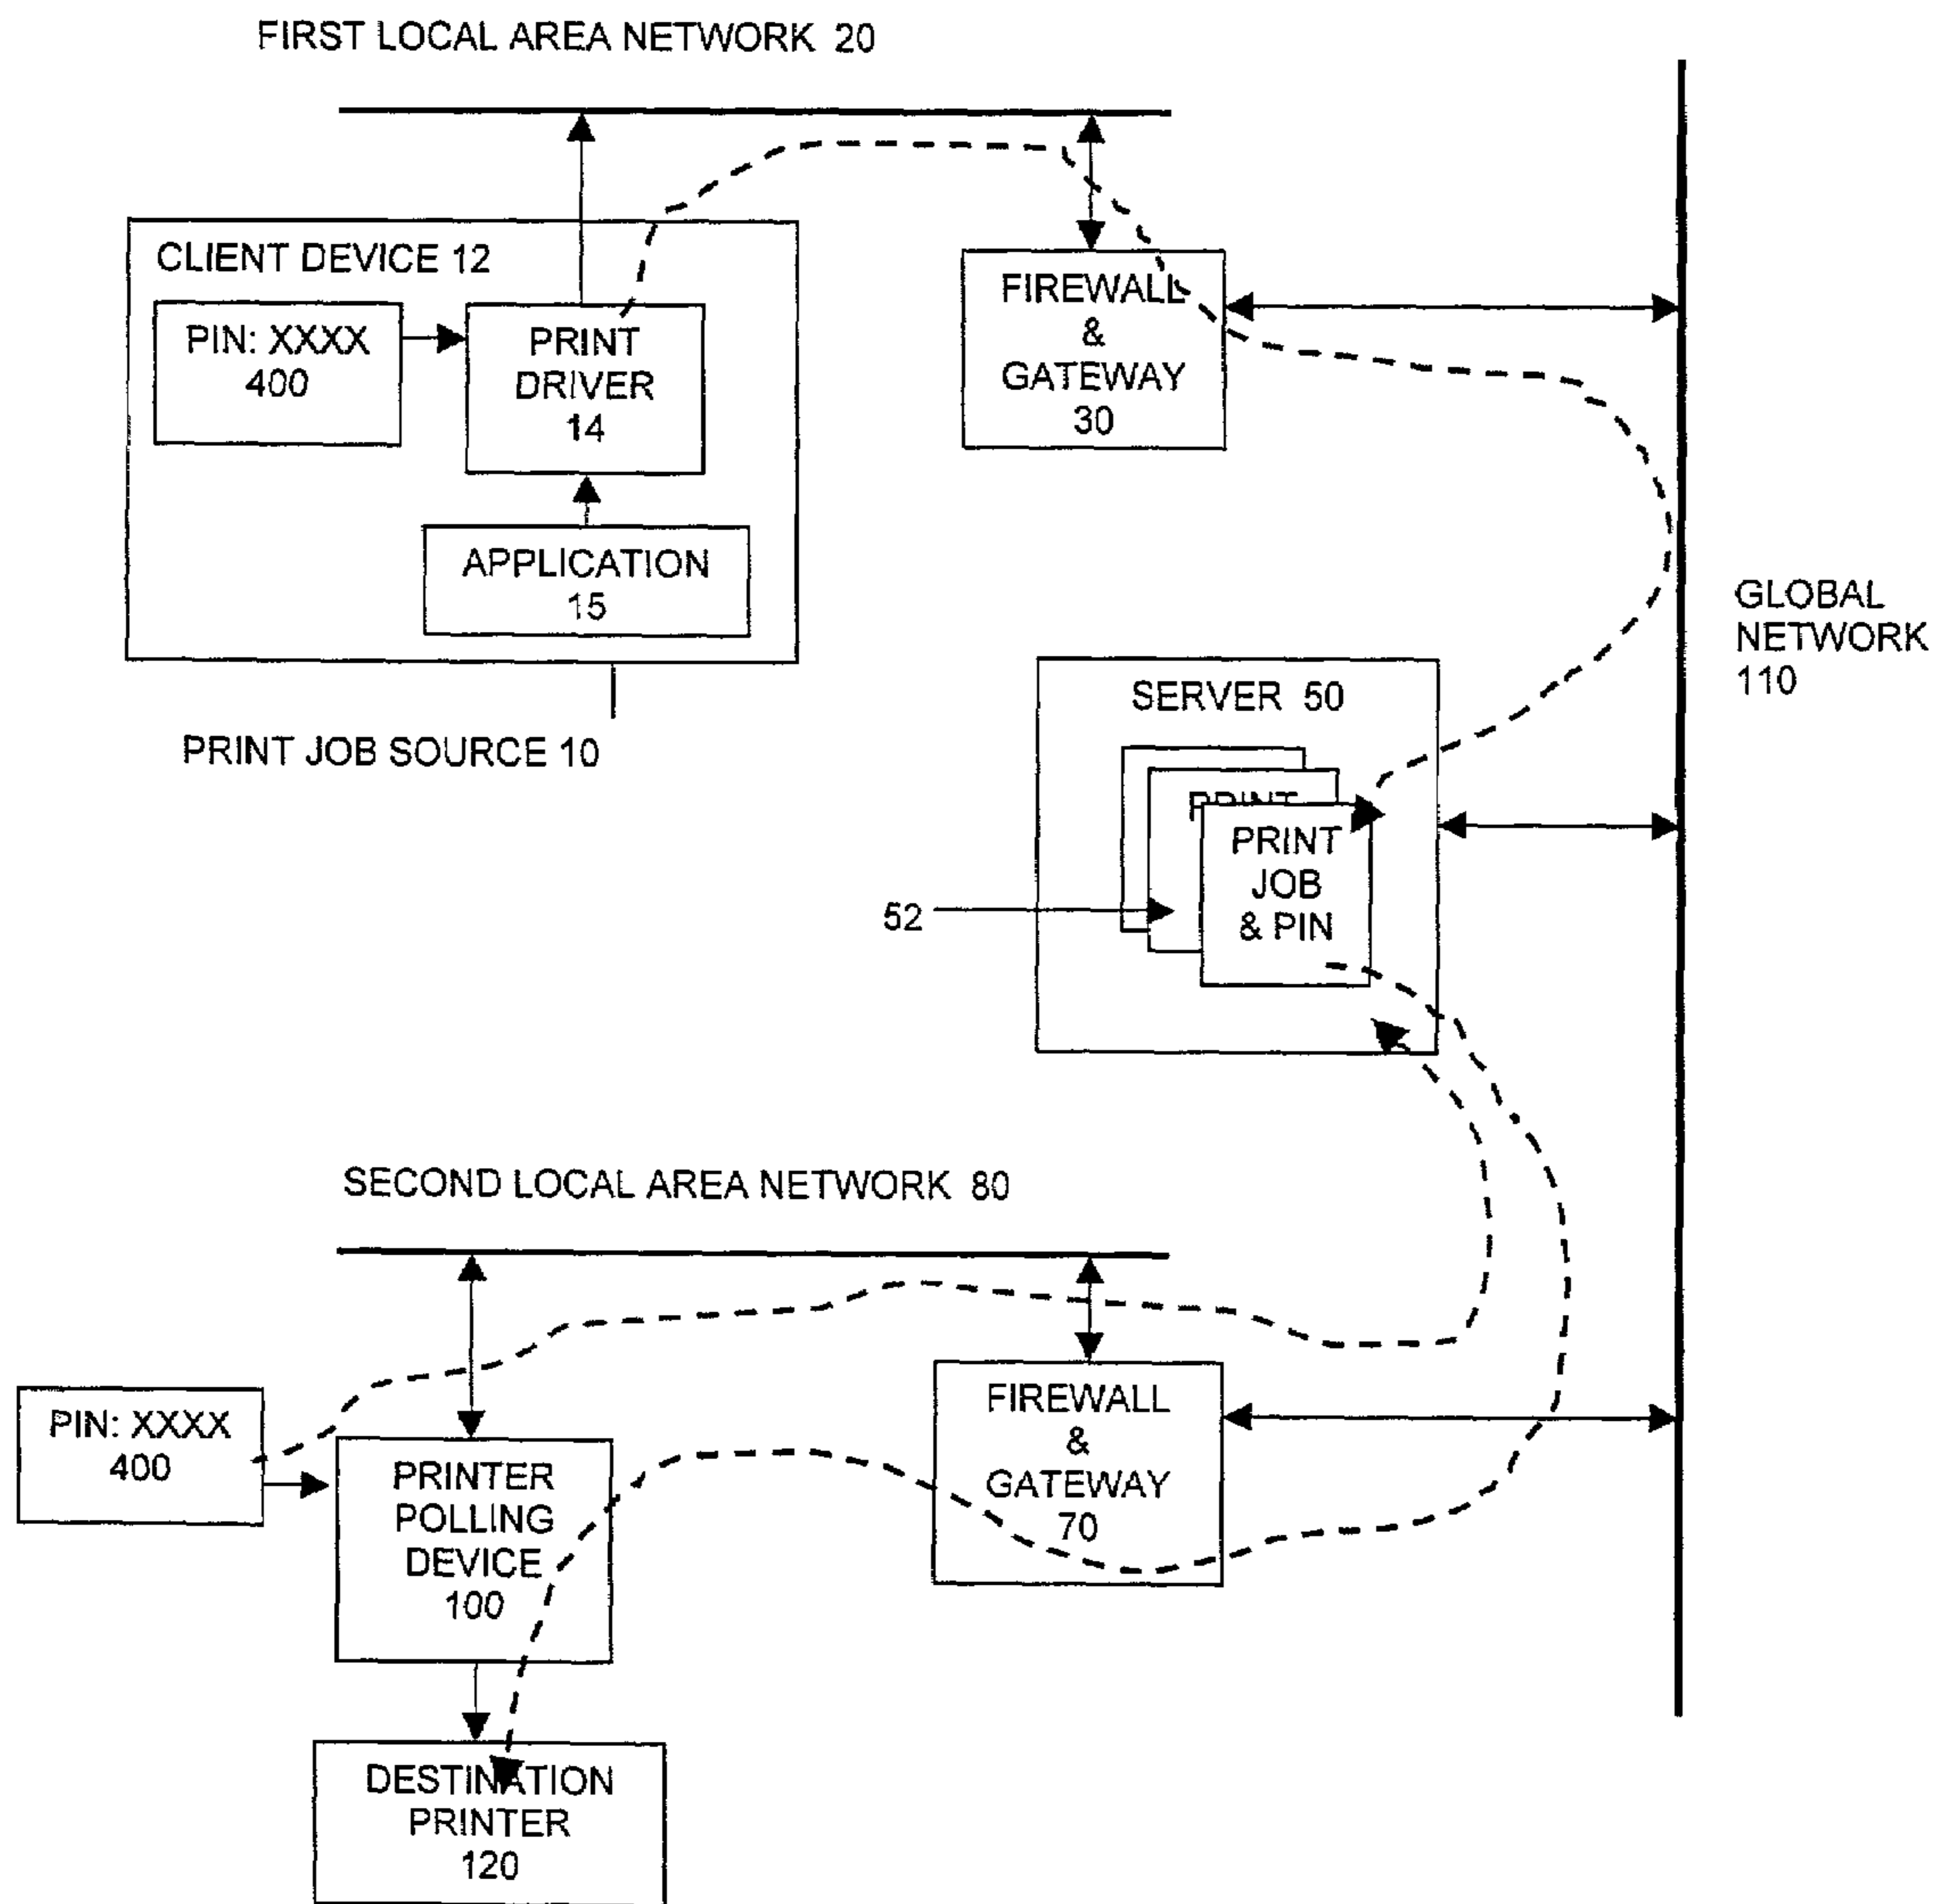 FIRST LOCAL AREA NETWORK 20
CLIENT DEVICE 12
PIN: XXXX
400
PRINT
DRIVER
14
APPLICATION
15
PRINT JOB SOURCE 10
FIREWALL
&
GATEWAY
30
GLOBAL
NETWORK
110
SERVER 50
PRINT
PRINT
JOB
& PIN
52
SECOND LOCAL AREA NETWORK 80
PIN: XXXX
400
PRINTER
POLLING
DEVICE
100
FIREWALL
&
GATEWAY
70
DESTINATION
PRINTER
120